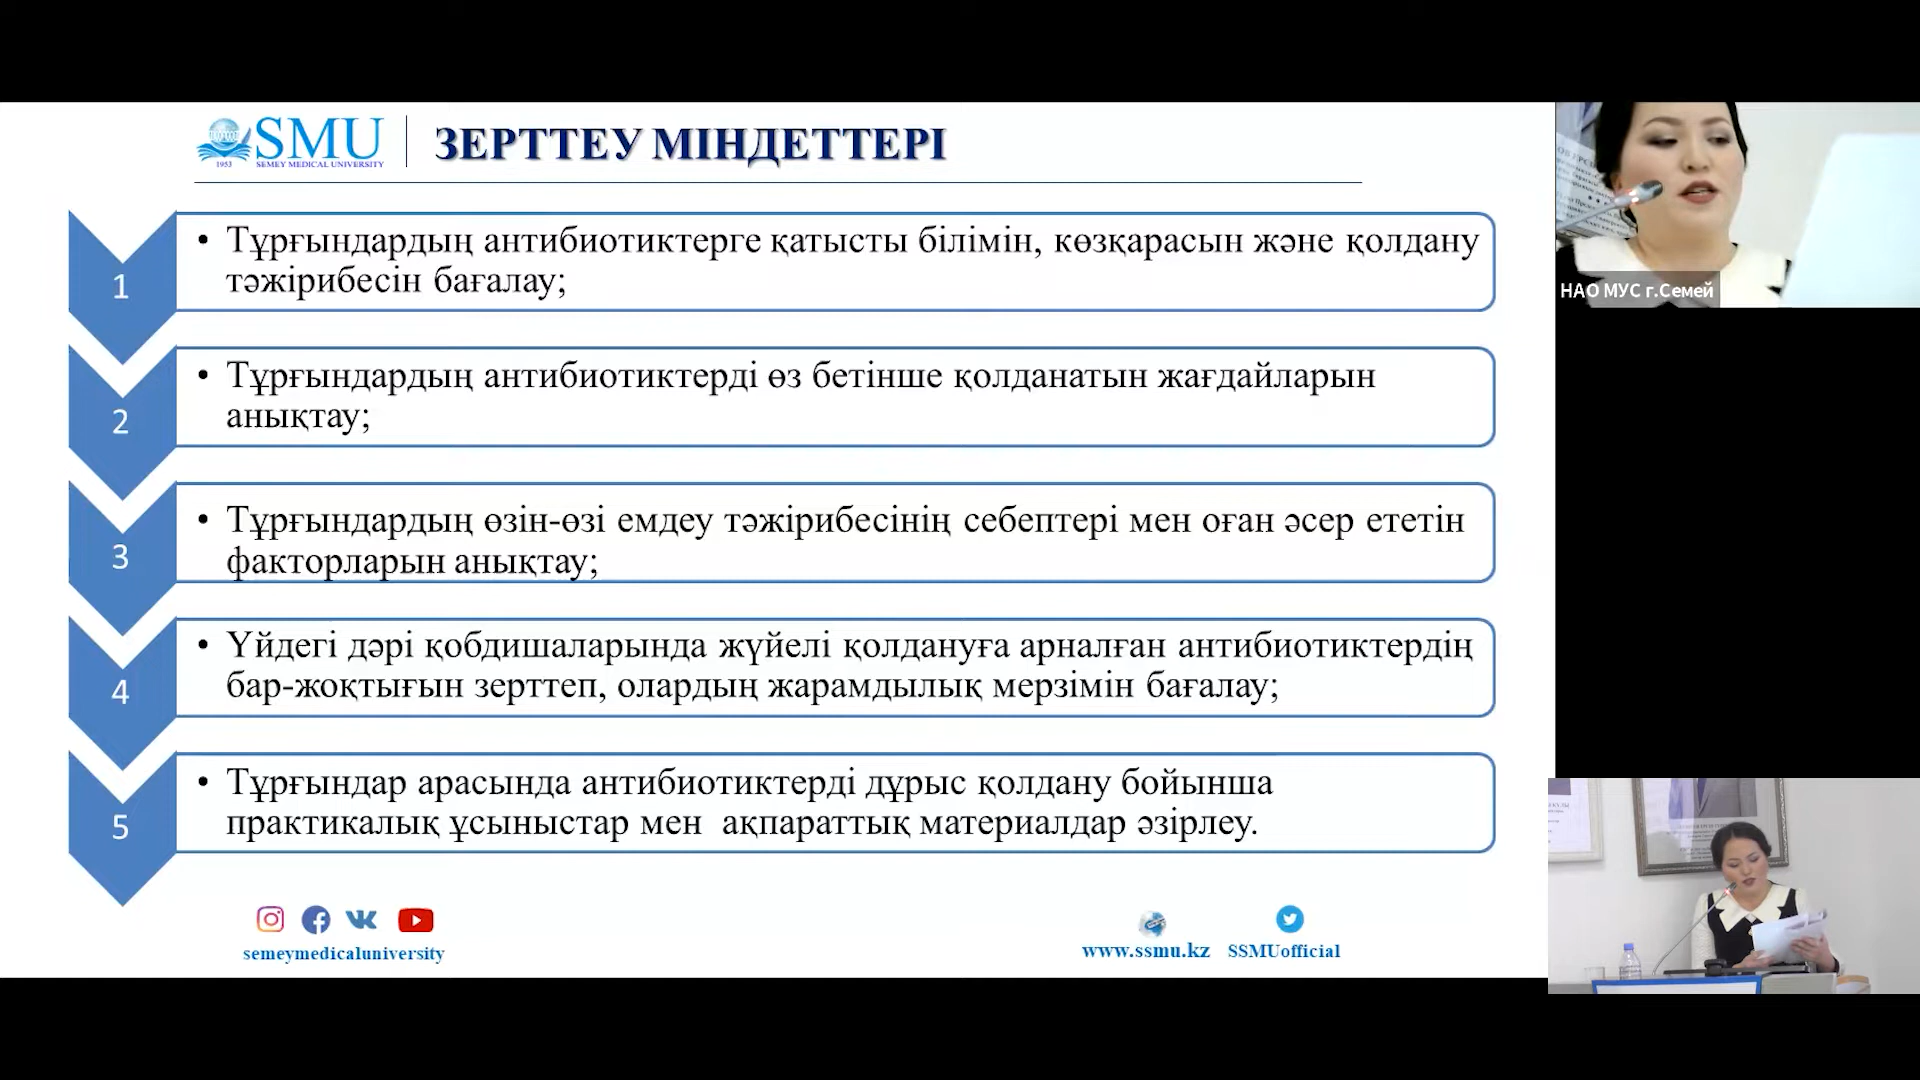 SMU
1953
SEMEY MEDICAL UNIVERSITY
ЗЕРТТЕУ МІНДЕТТЕРІ
1
• Тұрғындардың антибиотиктерге қатысты білімін, көзқарасын және қолдану
тәжірибесін бағалау;
2
• Тұрғындардың антибиотиктерді өз бетінше қолданатын жағдайларын
анықтау;
3
• Тұрғындардың өзін-өзі емдеу тәжірибесінің себептері мен оған әсер ететін
факторларын анықтау;
4
• Үйдегі дәрі қобдишаларында жүйелі қолдануға арналған антибиотиктердің
бар-жоқтығын зерттеп, олардың жарамдылық мерзімін бағалау;
5
• Тұрғындар арасында антибиотиктерді дұрыс қолдану бойынша
практикалық ұсыныстар мен  ақпараттық материалдар әзірлеу.
semeymedicaluniversity
www.ssmu.kz
SSMUofficial
НАО МУС г.Семей